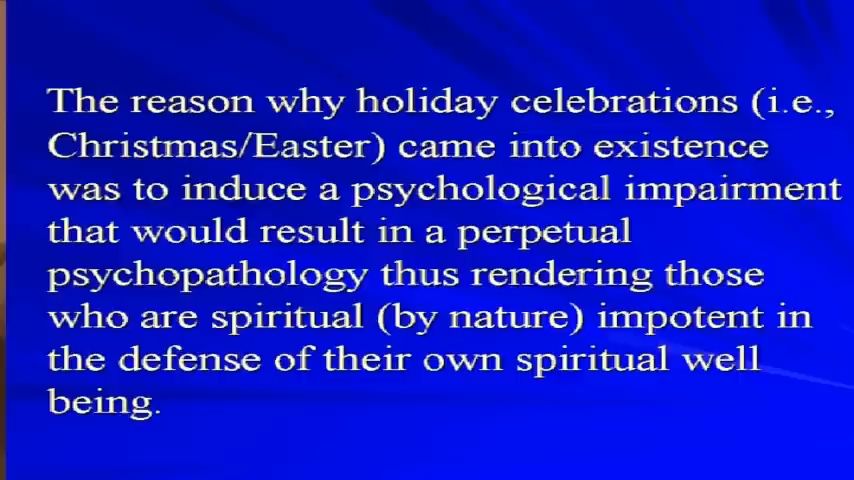 The reason why holiday celebrations (i.e.,
Christmas/Easter) came into existence
was to induce a psychological impairment
that would result in a perpetual
psychopathology thus rendering those
who are spiritual (by nature) impotent in
the defense of their own spiritual well
being.